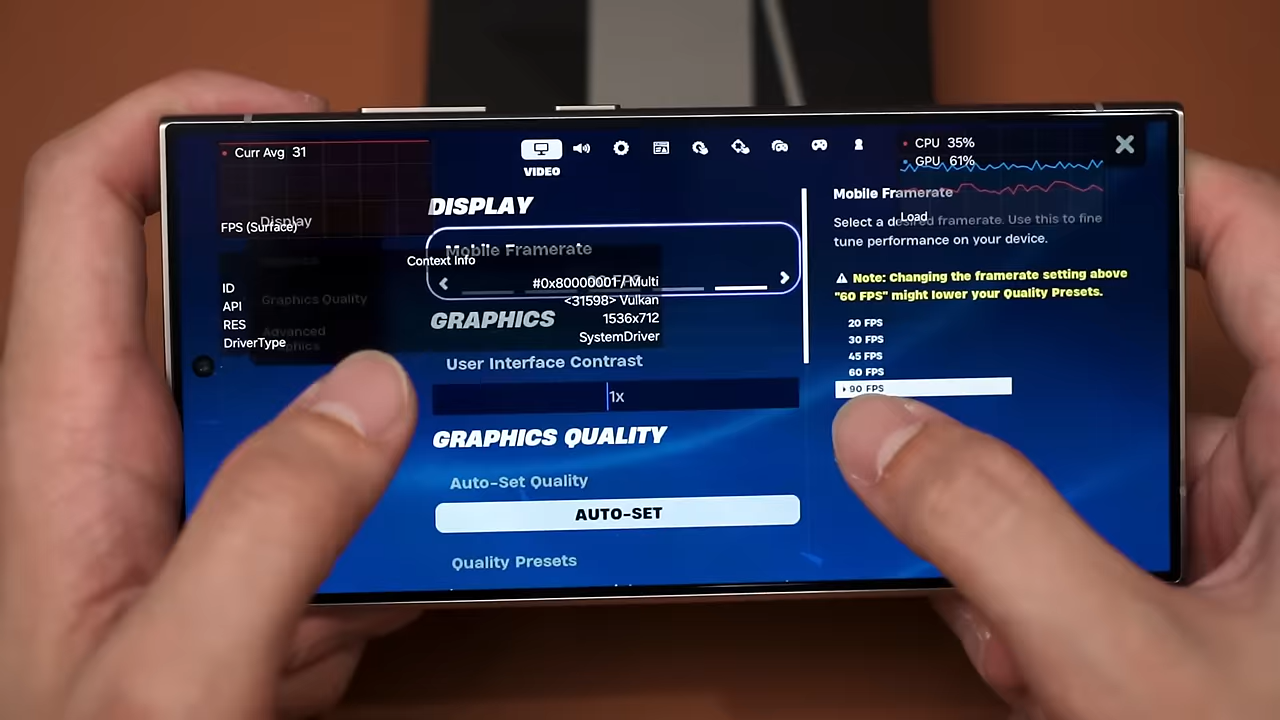 Curr Avg 31
CPU 35%
GPU 61%
VIDEO
Mobile Framerate
DISPLAY
Display
FPS (Surface)
Load
Select a desired framerate. Use this to fine
tune performance on your device.
Mobile Framerate
Context Info
Note: Changing the framerate setting above
"60 FPS" might lower your Quality Presets.
#0x80000001 / Multi
ID
Graphics Quality
<31598> Vulkan
API
GRAPHICS
1536x712
RES
Advanced
Graphics
SystemDriver
DriverType
20 FPS
30 FPS
45 FPS
60 FPS
90 FPS
User Interface Contrast
1x
GRAPHICS QUALITY
Auto-Set Quality
AUTO-SET
Quality Presets